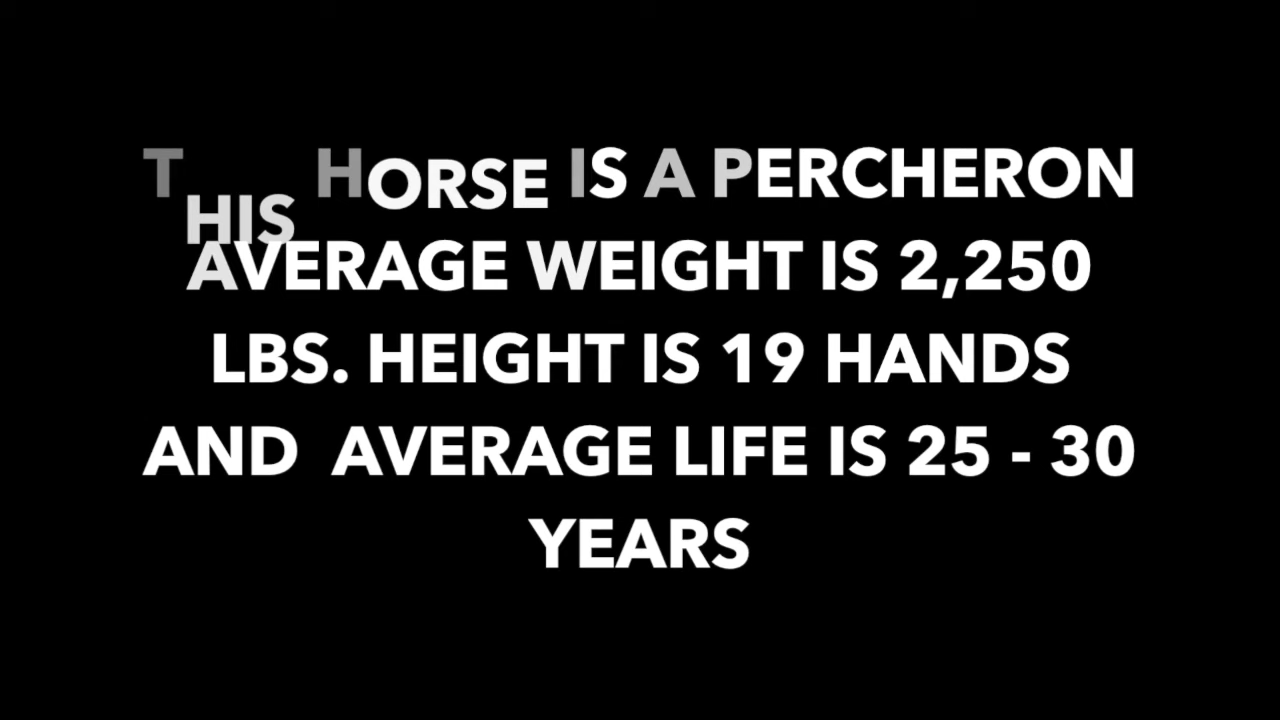 THIS HORSE IS A PERCHERON
AVERAGE WEIGHT IS 2,250
LBS. HEIGHT IS 19 HANDS
AND  AVERAGE LIFE IS 25 - 30
YEARS